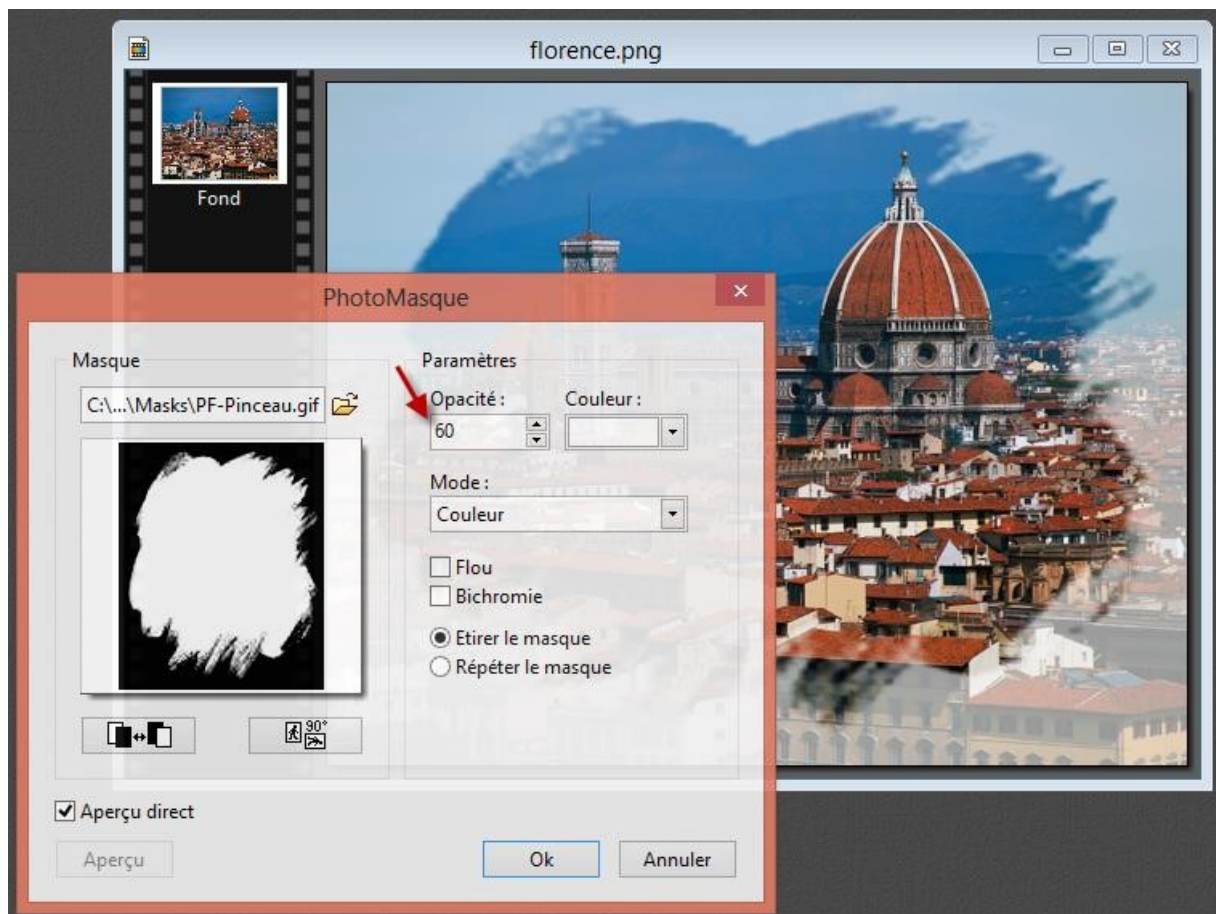 florence.png
Fond
PhotoMasque
Masque
C:\...\Masks\PF-Pinceau.gif
90°
Paramètres
Opacité :
Couleur :
60
Mode :
Couleur
Flou
Bichromie
Etirer le masque
Répéter le masque
Aperçu direct
Aperçu
Ok
Annuler